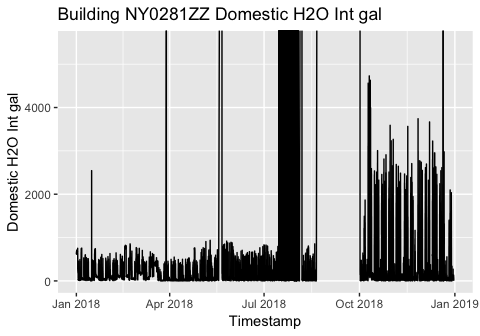 Building NY0281ZZ Domestic H2O Int gal
Domestic H2O Int gal
4000
2000
0
Jan 2018
Apr 2018
Jul 2018
Oct 2018
Jan 2019
Timestamp